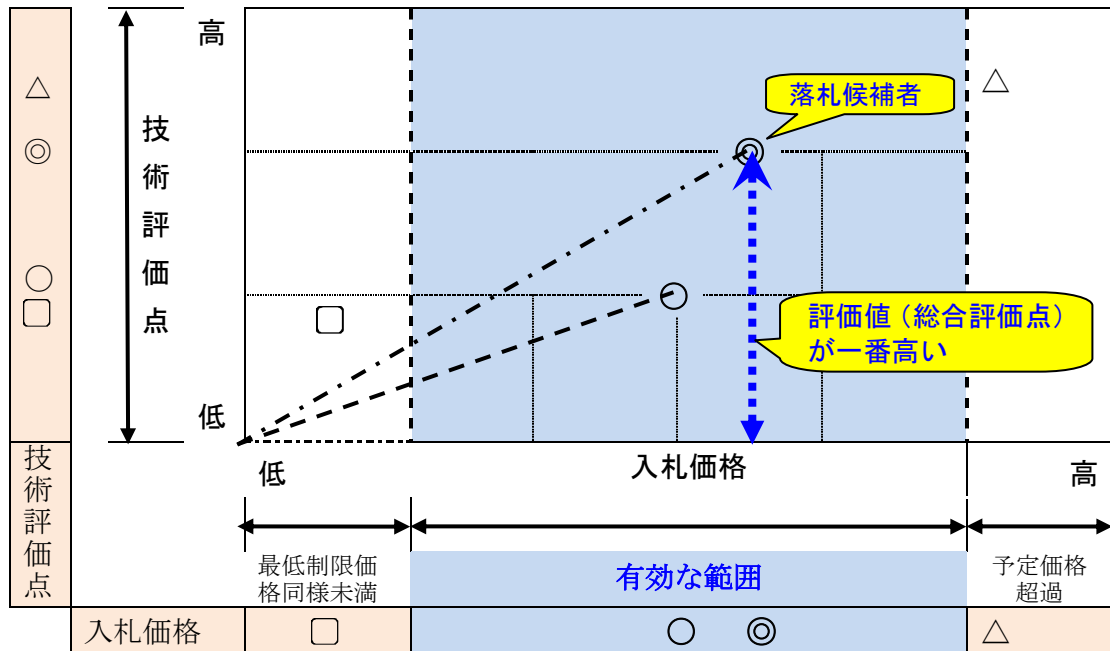 高
△
△
落札候補者
技術評価点
◎
◎
○
○
□
□
評価値（総合評価点）
が一番高い
低
技術評価点
低
入札価格
高
最低制限価
格同様未満
有効な範囲
予定価格
超過
入札価格
□
○
◎
△